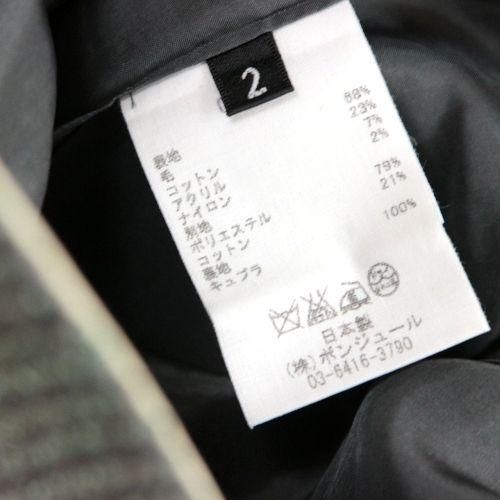 2
表地
毛 68%
コットン 23%
アクリル 7%
ナイロン 2%
別地
ポリエステル 79%
コットン 21%
裏地
キュプラ 100%
日本製
(株)ボンジュール
03-6416-3790